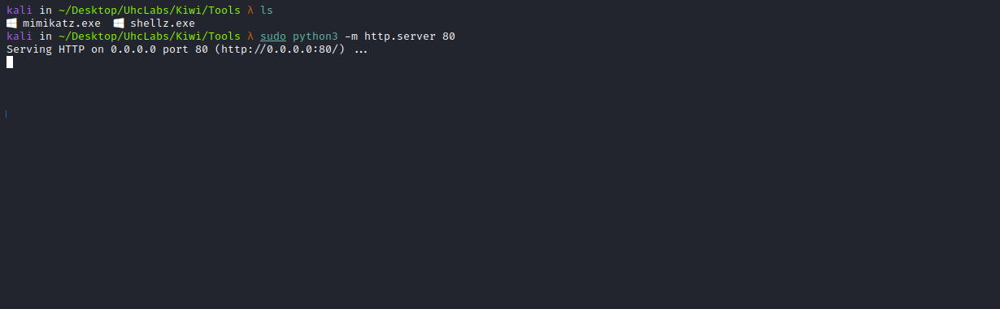 kali in ~/Desktop/UhcLabs/Kiwi/Tools λ ls
mimikatz.exe shellz.exe
kali in ~/Desktop/UhcLabs/Kiwi/Tools λ sudo python3 -m http.server 80
Serving HTTP on 0.0.0.0 port 80 (http://0.0.0.0:80/) ...